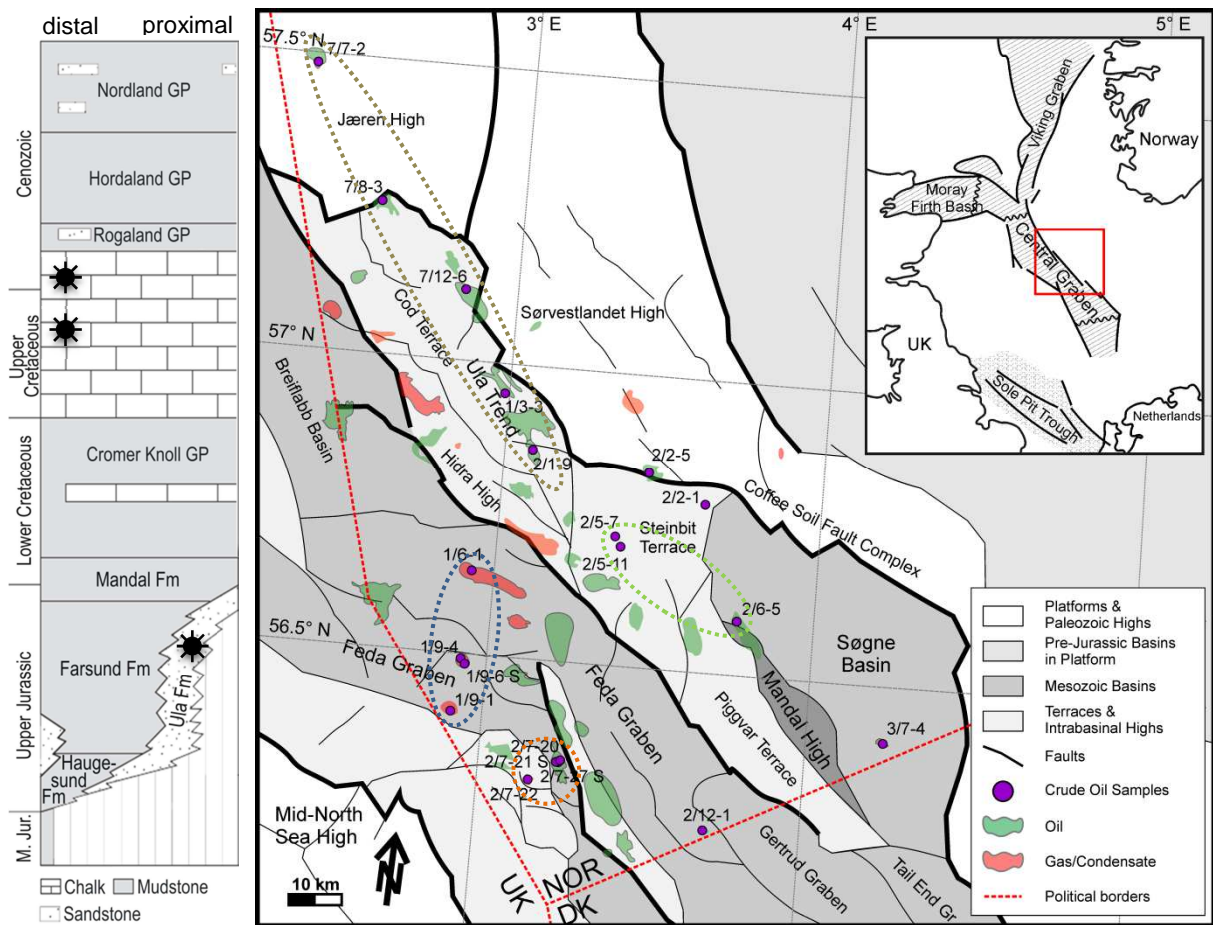 distal proximal
Cenozoic
Upper
Cretaceous
Lower Cretaceous
Upper Jurassic
M. Jur.
Nordland GP
Hordaland GP
Rogaland GP
Cromer Knoll GP
Mandal Fm
Farsund Fm
Ula Fm
Hauge-
sund
Fm
Chalk
Mudstone
Sandstone
3° E
4° E
5° E
57.5° N
57° N
56.5° N
7/7-2
Jæren High
7/8-3
7/12-6
Cod Terrace
Sørvestlandet High
Ula Trend
1/3-3
Breiflabb Basin
2/1-9
Hidra High
2/2-5
2/2-1
Coffee Soil Fault Complex
2/5-7
Steinbit
Terrace
2/5-11
1/6-1
2/6-5
Søgne
Basin
1/9-4
Feda Graben
1/9-6 S
1/9-1
Feda Graben
Mandal High
Piggvar Terrace
3/7-4
2/7-20
2/7-21 S
2/7-27 S
2/7-22
2/12-1
Mid-North
Sea High
Gertrud Graben
Tail End Gr
N
10 km
UK
NOR
DK
Viking Graben
Norway
Moray
Firth Basin
Central Graben
UK
Sole Pit Trough
Netherlands
Platforms &
Paleozoic Highs
Pre-Jurassic Basins
in Platform
Mesozoic Basins
Terraces &
Intrabasinal Highs
Faults
Crude Oil Samples
Oil
Gas/Condensate
Political borders